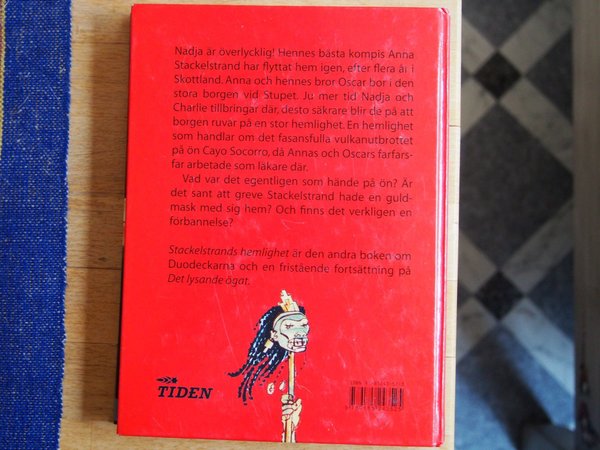 Nadja är överlycklig! Hennes bästa kompis Anna
Stackelstrand har flyttat hem igen, efter flera år i
Skottland. Anna och hennes bror Oscar bor i den
stora borgen vid Stupet. Ju mer tid Nadja och
Charlie tillbringar där, desto säkrare blir de på att
borgen ruvar på en stor hemlighet. En hemlighet
som handlar om det fasansfulla vulkanutbrottet
på ön Cayo Socorro, då Annas och Oscars farfars-
far arbetade som läkare där.
Vad var det egentligen som hände på ön? Är
det sant att greve Stackelstrand hade en guld-
mask med sig hem? Och finns det verkligen en
förbannelse?
Stackelstrands hemlighet är den andra boken om
Duodeckarna och en fristående fortsättning på
Det lysande ögat.
TIDEN